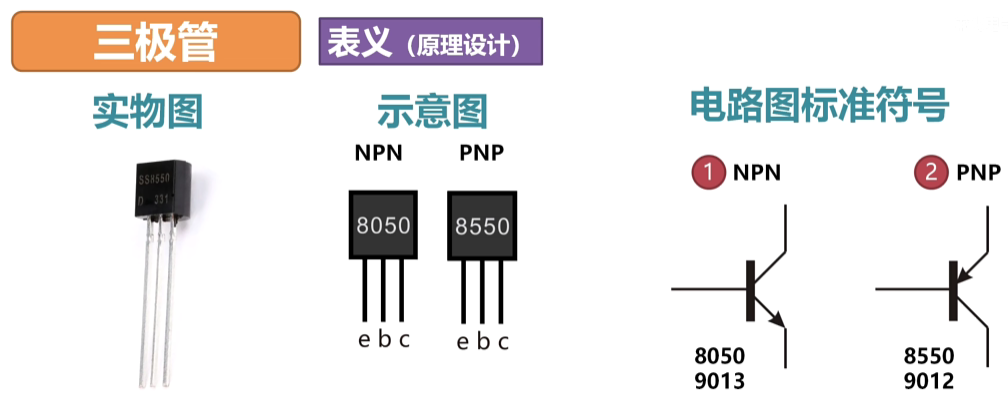 三极管
表义（原理设计）
实物图
示意图
电路图标准符号
NPN PNP
1 NPN
2 PNP
SS8550
D 331
8050
8550
e b c
e b c
8050
9013
8550
9012